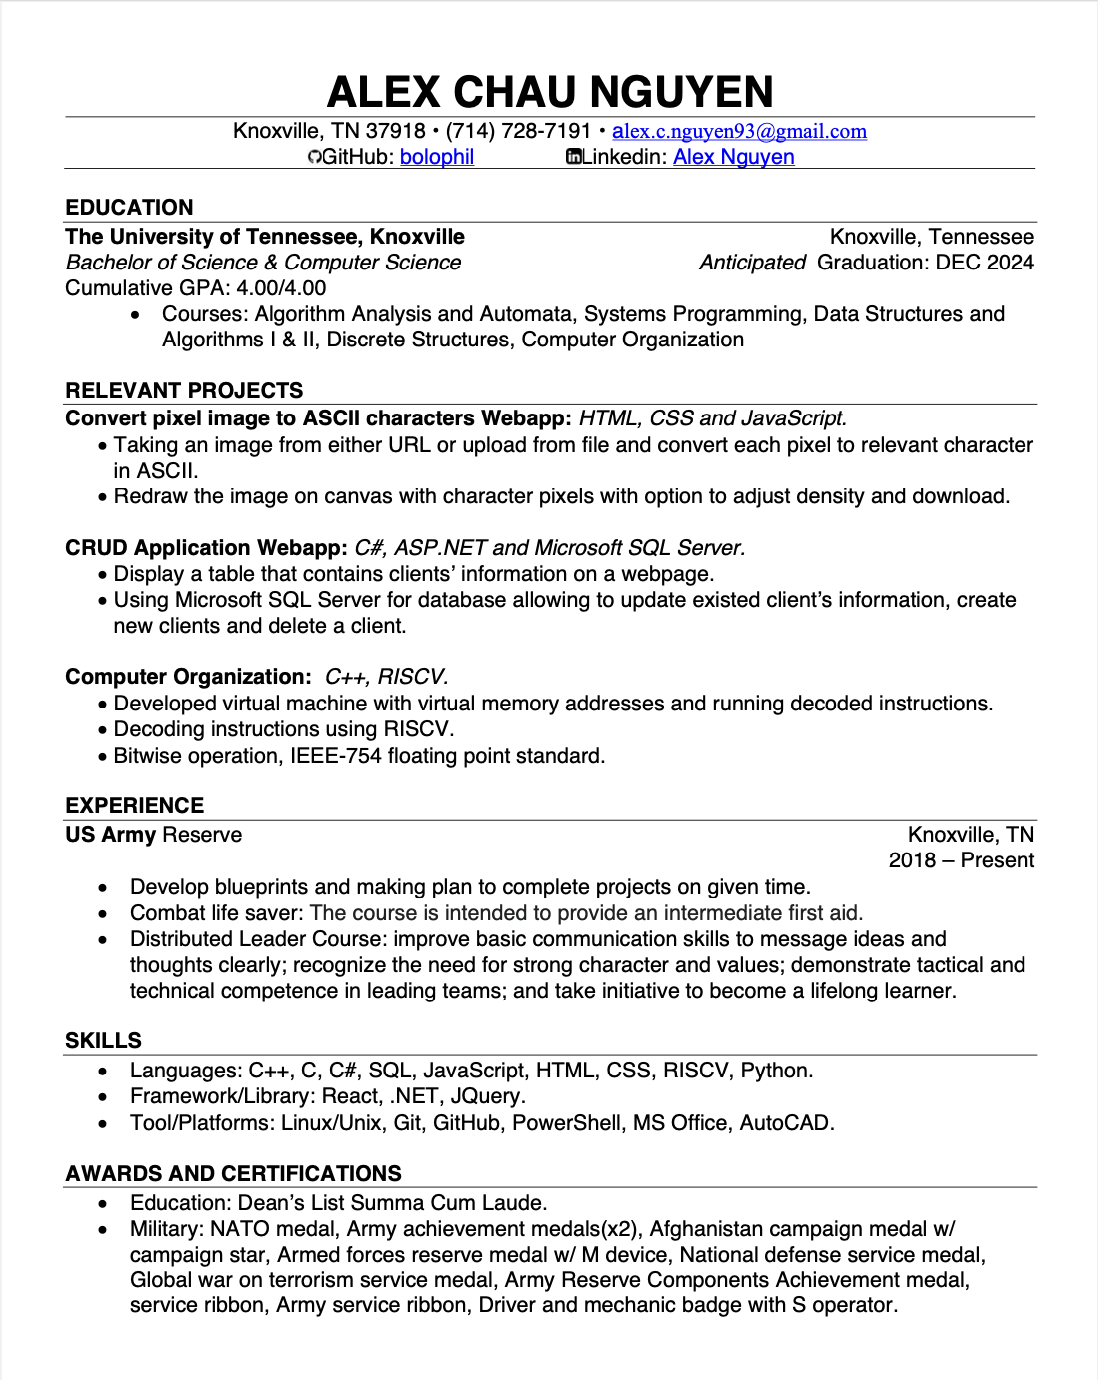 ALEX CHAU NGUYEN
Knoxville, TN 37918 • (714) 728-7191 • alex.c.nguyen93@gmail.com
GitHub: bolophil Linkedin: Alex Nguyen
EDUCATION
The University of Tennessee, Knoxville Knoxville, Tennessee
Bachelor of Science & Computer Science Anticipated Graduation: DEC 2024
Cumulative GPA: 4.00/4.00
• Courses: Algorithm Analysis and Automata, Systems Programming, Data Structures and
Algorithms I & II, Discrete Structures, Computer Organization
RELEVANT PROJECTS
Convert pixel image to ASCII characters Webapp: HTML, CSS and JavaScript.
• Taking an image from either URL or upload from file and convert each pixel to relevant character
in ASCII.
• Redraw the image on canvas with character pixels with option to adjust density and download.
CRUD Application Webapp: C#, ASP.NET and Microsoft SQL Server.
• Display a table that contains clients’ information on a webpage.
• Using Microsoft SQL Server for database allowing to update existed client’s information, create
new clients and delete a client.
Computer Organization: C++, RISCV.
• Developed virtual machine with virtual memory addresses and running decoded instructions.
• Decoding instructions using RISCV.
• Bitwise operation, IEEE-754 floating point standard.
EXPERIENCE
US Army Reserve Knoxville, TN
2018 – Present
• Develop blueprints and making plan to complete projects on given time.
• Combat life saver: The course is intended to provide an intermediate first aid.
• Distributed Leader Course: improve basic communication skills to message ideas and
thoughts clearly; recognize the need for strong character and values; demonstrate tactical and
technical competence in leading teams; and take initiative to become a lifelong learner.
SKILLS
• Languages: C++, C, C#, SQL, JavaScript, HTML, CSS, RISCV, Python.
• Framework/Library: React, .NET, JQuery.
• Tool/Platforms: Linux/Unix, Git, GitHub, PowerShell, MS Office, AutoCAD.
AWARDS AND CERTIFICATIONS
• Education: Dean’s List Summa Cum Laude.
• Military: NATO medal, Army achievement medals(x2), Afghanistan campaign medal w/
campaign star, Armed forces reserve medal w/ M device, National defense service medal,
Global war on terrorism service medal, Army Reserve Components Achievement medal,
service ribbon, Army service ribbon, Driver and mechanic badge with S operator.